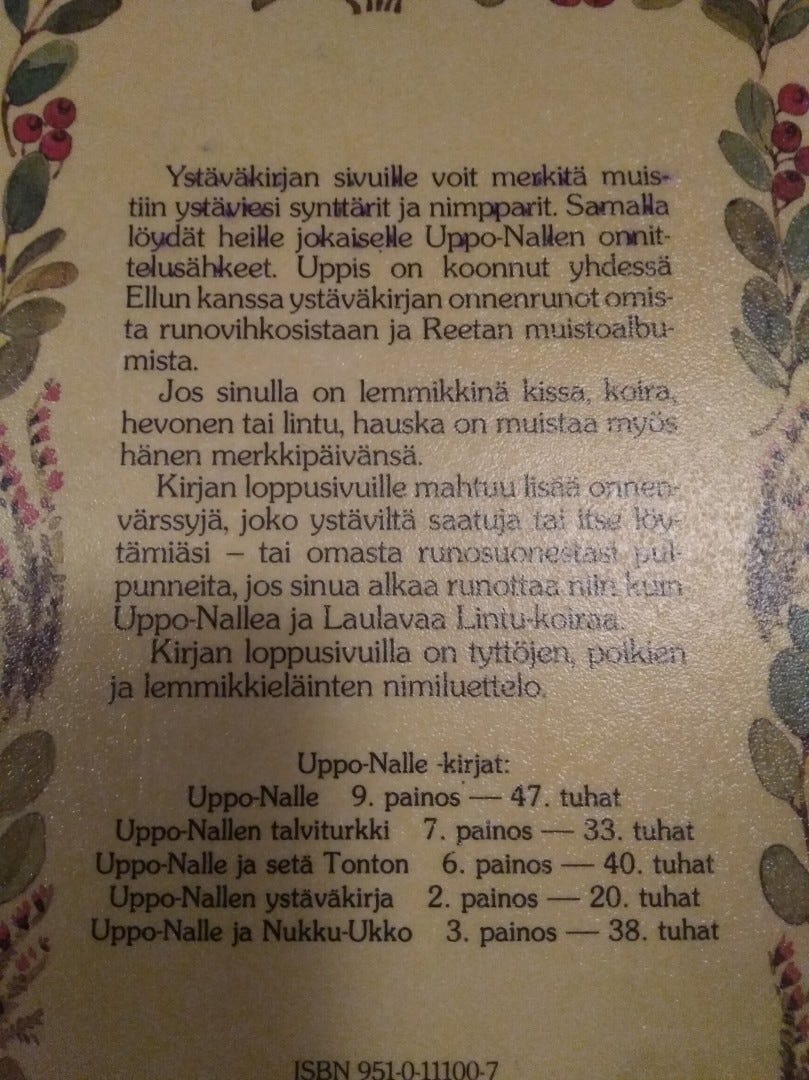 Ystäväkirjan sivuille voit merkitä muis-
tiin ystäviesi synttärit ja nimpparit. Samalla
löydät heille jokaiselle Uppo-Nallen onnit-
telusähkeet. Uppis on koonnut yhdessä
Ellun kanssa ystäväkirjan onnenrunot omis-
ta runovihkosistaan ja Reetan muistoalbu-
mista.
Jos sinulla on lemmikkinä kissa, koira,
hevonen tai lintu, hauska on muistaa myös
hänen merkkipäivänsä.
Kirjan loppusivuille mahtuu lisää onnen-
värssyjä, joko ystäviltä saatuja tai itse löy-
tämiäsi – tai omasta runosuonestasi pul-
punneita, jos sinua alkaa runottaa niin kuin
Uppo-Nallea ja Laulavaa Lintu-koiraa.
Kirjan loppusivuilla on tyttöjen, poikien
ja lemmikkieläinten nimiluettelo.
Uppo-Nalle -kirjat:
Uppo-Nalle 9. painos — 47. tuhat
Uppo-Nallen talviturkki 7. painos — 33. tuhat
Uppo-Nalle ja setä Tonton 6. painos — 40. tuhat
Uppo-Nallen ystäväkirja 2. painos — 20. tuhat
Uppo-Nalle ja Nukku-Ukko 3. painos — 38. tuhat
ISBN 951-0-11100-7